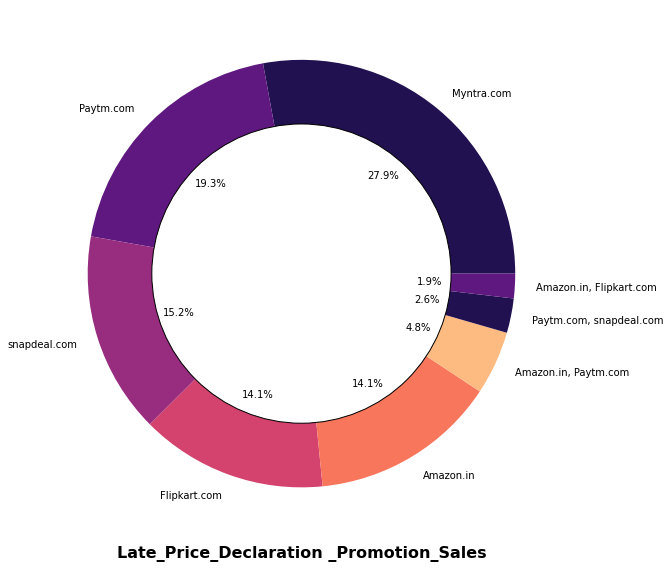 Myntra.com
Paytm.com
27.9%
19.3%
1.9%
Amazon.in, Flipkart.com
2.6%
Paytm.com, snapdeal.com
15.2%
4.8%
snapdeal.com
Amazon.in, Paytm.com
14.1%
14.1%
Amazon.in
Flipkart.com
Late_Price_Declaration _Promotion_Sales